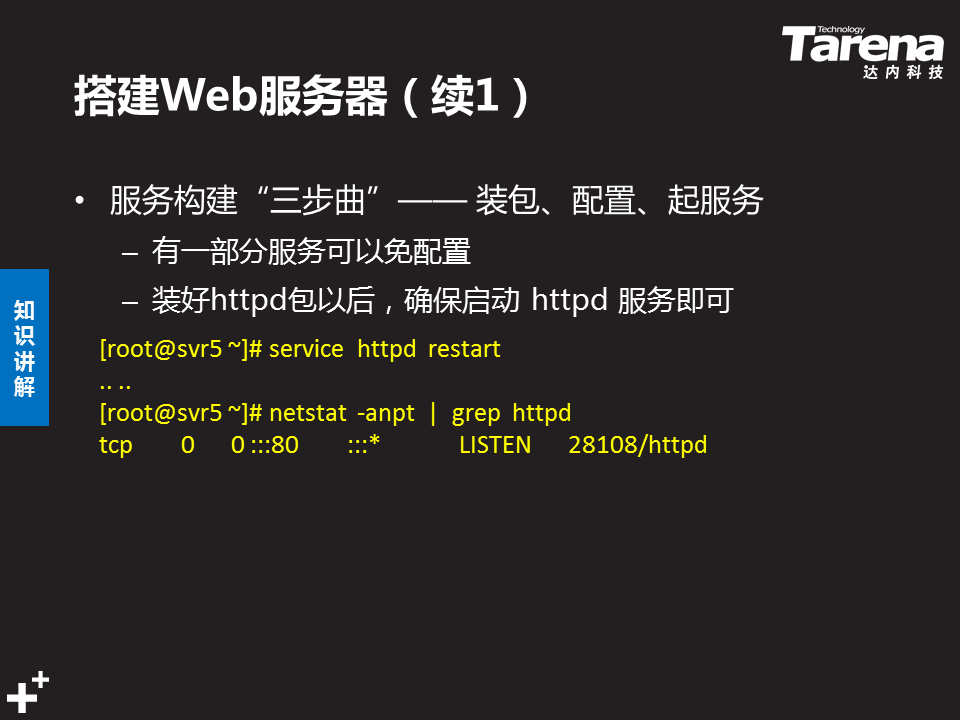 Technology
Tarena
达内科技
搭建Web服务器（续1）
• 服务构建“三步曲”—— 装包、配置、起服务
– 有一部分服务可以免配置
– 装好httpd包以后，确保启动 httpd 服务即可
知识讲解
[root@svr5 ~]# service httpd restart
.. ..
[root@svr5 ~]# netstat -anpt | grep httpd
tcp 0 0 :::80 :::* LISTEN 28108/httpd